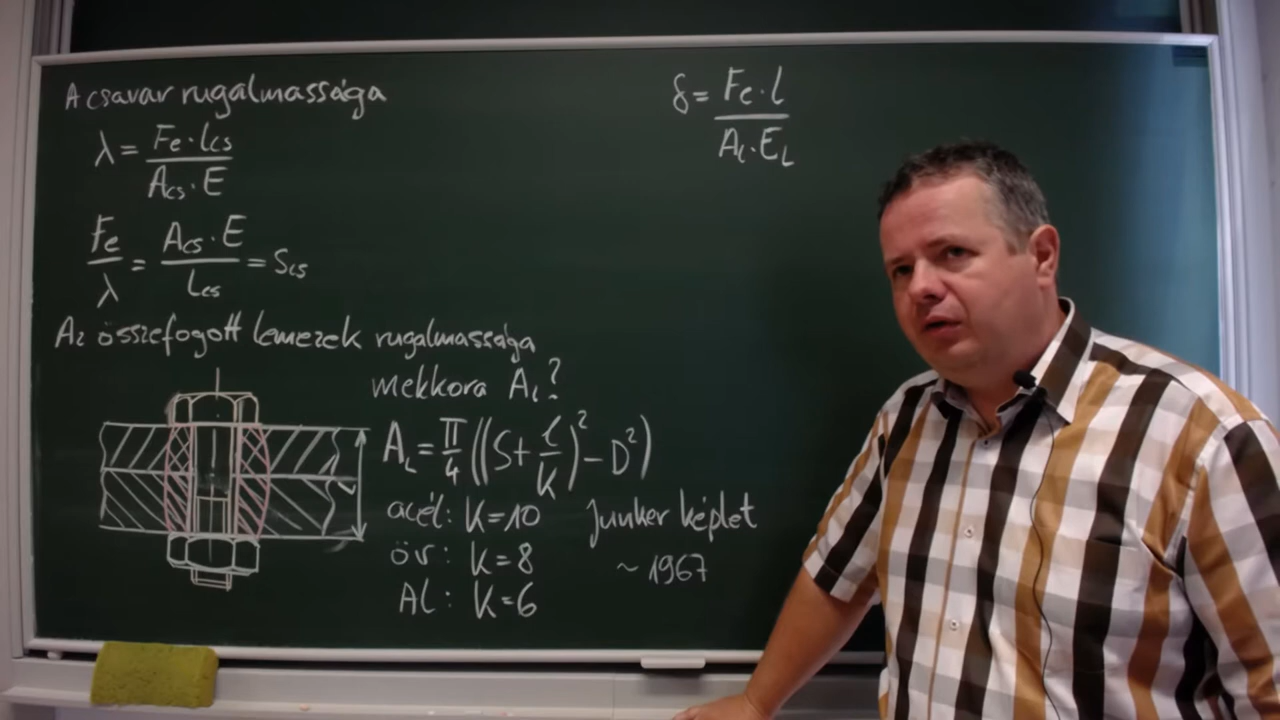 A csavar rugalmassága
λ = Fe·lcs / Acs·E
Fe / λ = Acs·E / lcs = Scs
Az összefogott lemezek rugalmassága
mekkora AL?
AL = π/4 ((S + l/k)² − D²)
acél: k=10
öv: k=8
Al: k=6
Junker képlet
~1967
l
δ = Fe·l / AL·EL